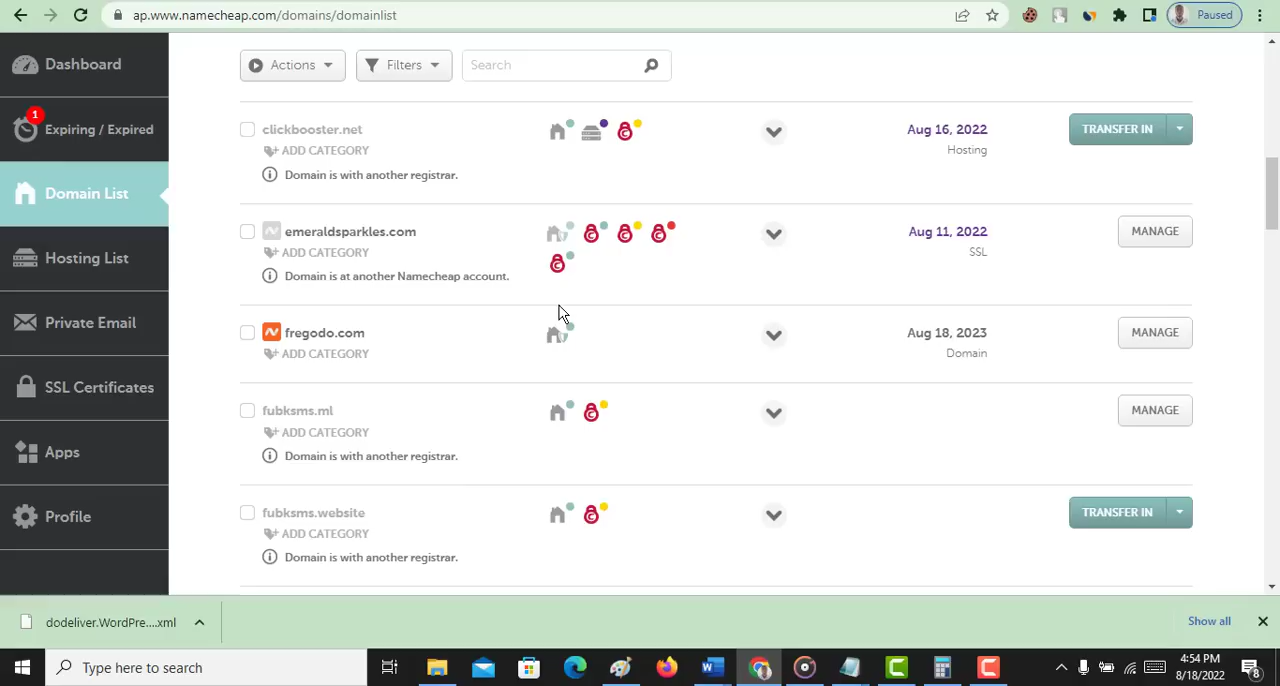 ap.www.namecheap.com/domains/domainlist
Paused
Dashboard
1
Expiring / Expired
Domain List
Hosting List
Private Email
SSL Certificates
Apps
Profile
Actions
Filters
Search
clickbooster.net
ADD CATEGORY
Domain is with another registrar.
Aug 16, 2022
Hosting
TRANSFER IN
emeraldsparkles.com
ADD CATEGORY
Domain is at another Namecheap account.
Aug 11, 2022
SSL
MANAGE
fregodo.com
ADD CATEGORY
Aug 18, 2023
Domain
MANAGE
fubksms.ml
ADD CATEGORY
Domain is with another registrar.
MANAGE
fubksms.website
ADD CATEGORY
Domain is with another registrar.
TRANSFER IN
dodeliver.WordPre....xml
Show all
Type here to search
4:54 PM
8/18/2022
8